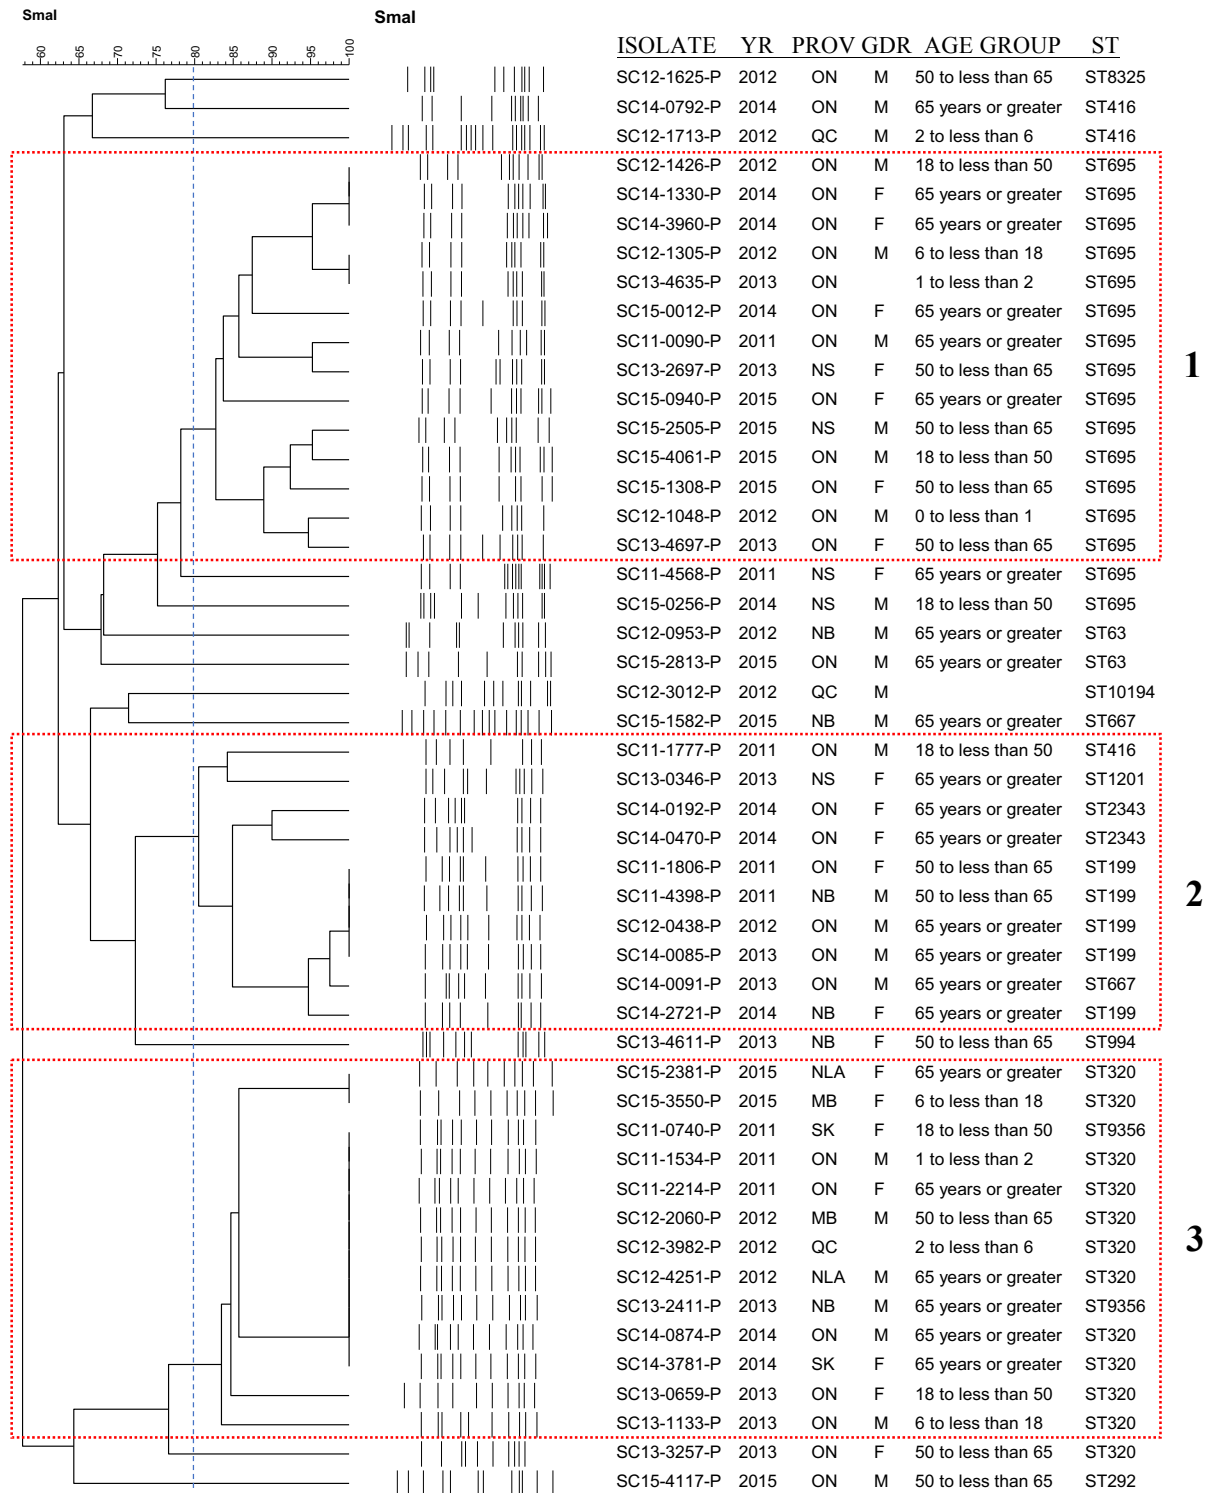 SmaI SmaI
60 65 70 75 80 85 90 95 100
ISOLATE YR PROV GDR AGE GROUP ST
SC12-1625-P 2012 ON M 50 to less than 65 ST8325
SC14-0792-P 2014 ON M 65 years or greater ST416
SC12-1713-P 2012 QC M 2 to less than 6 ST416
SC12-1426-P 2012 ON M 18 to less than 50 ST695
SC14-1330-P 2014 ON F 65 years or greater ST695
SC14-3960-P 2014 ON F 65 years or greater ST695
SC12-1305-P 2012 ON M 6 to less than 18 ST695
SC13-4635-P 2013 ON 1 to less than 2 ST695
SC15-0012-P 2014 ON F 65 years or greater ST695
SC11-0090-P 2011 ON M 65 years or greater ST695
SC13-2697-P 2013 NS F 50 to less than 65 ST695
1
SC15-0940-P 2015 ON F 65 years or greater ST695
SC15-2505-P 2015 NS M 50 to less than 65 ST695
SC15-4061-P 2015 ON M 18 to less than 50 ST695
SC15-1308-P 2015 ON F 50 to less than 65 ST695
SC12-1048-P 2012 ON M 0 to less than 1 ST695
SC13-4697-P 2013 ON F 50 to less than 65 ST695
SC11-4568-P 2011 NS F 65 years or greater ST695
SC15-0256-P 2014 NS M 18 to less than 50 ST695
SC12-0953-P 2012 NB M 65 years or greater ST63
SC15-2813-P 2015 ON M 65 years or greater ST63
SC12-3012-P 2012 QC M ST10194
SC15-1582-P 2015 NB M 65 years or greater ST667
SC11-1777-P 2011 ON M 18 to less than 50 ST416
SC13-0346-P 2013 NS F 65 years or greater ST1201
SC14-0192-P 2014 ON F 65 years or greater ST2343
SC14-0470-P 2014 ON F 65 years or greater ST2343
SC11-1806-P 2011 ON F 50 to less than 65 ST199
SC11-4398-P 2011 NB M 50 to less than 65 ST199
2
SC12-0438-P 2012 ON M 65 years or greater ST199
SC14-0085-P 2013 ON M 65 years or greater ST199
SC14-0091-P 2013 ON M 65 years or greater ST667
SC14-2721-P 2014 NB F 65 years or greater ST199
SC13-4611-P 2013 NB F 50 to less than 65 ST994
SC15-2381-P 2015 NLA F 65 years or greater ST320
SC15-3550-P 2015 MB F 6 to less than 18 ST320
SC11-0740-P 2011 SK F 18 to less than 50 ST9356
SC11-1534-P 2011 ON M 1 to less than 2 ST320
SC11-2214-P 2011 ON F 65 years or greater ST320
SC12-2060-P 2012 MB M 50 to less than 65 ST320
3
SC12-3982-P 2012 QC 2 to less than 6 ST320
SC12-4251-P 2012 NLA M 65 years or greater ST320
SC13-2411-P 2013 NB M 65 years or greater ST9356
SC14-0874-P 2014 ON M 65 years or greater ST320
SC14-3781-P 2014 SK F 65 years or greater ST320
SC13-0659-P 2013 ON F 18 to less than 50 ST320
SC13-1133-P 2013 ON M 6 to less than 18 ST320
SC13-3257-P 2013 ON F 50 to less than 65 ST320
SC15-4117-P 2015 ON M 50 to less than 65 ST292